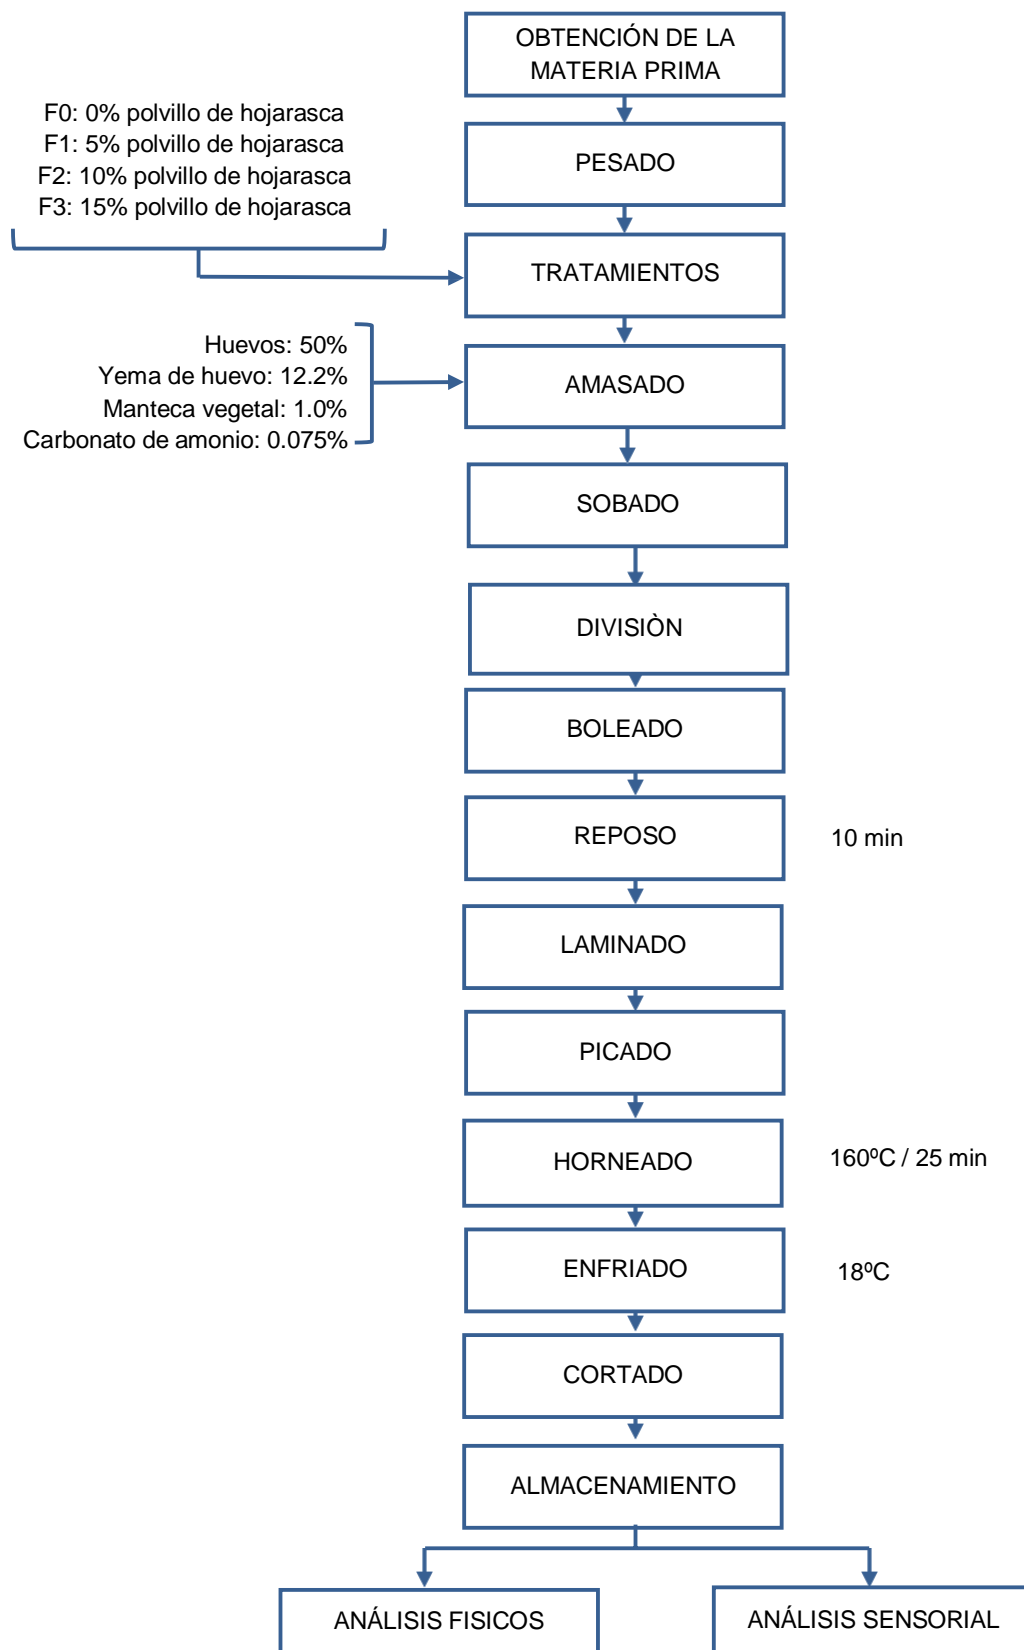 OBTENCIÓN DE LA
MATERIA PRIMA
F0: 0% polvillo de hojarasca
F1: 5% polvillo de hojarasca
F2: 10% polvillo de hojarasca
F3: 15% polvillo de hojarasca
PESADO
TRATAMIENTOS
Huevos: 50%
Yema de huevo: 12.2%
Manteca vegetal: 1.0%
Carbonato de amonio: 0.075%
AMASADO
SOBADO
DIVISIÒN
BOLEADO
REPOSO
10 min
LAMINADO
PICADO
HORNEADO
160ºC / 25 min
ENFRIADO
18ºC
CORTADO
ALMACENAMIENTO
ANÁLISIS FISICOS
ANÁLISIS SENSORIAL